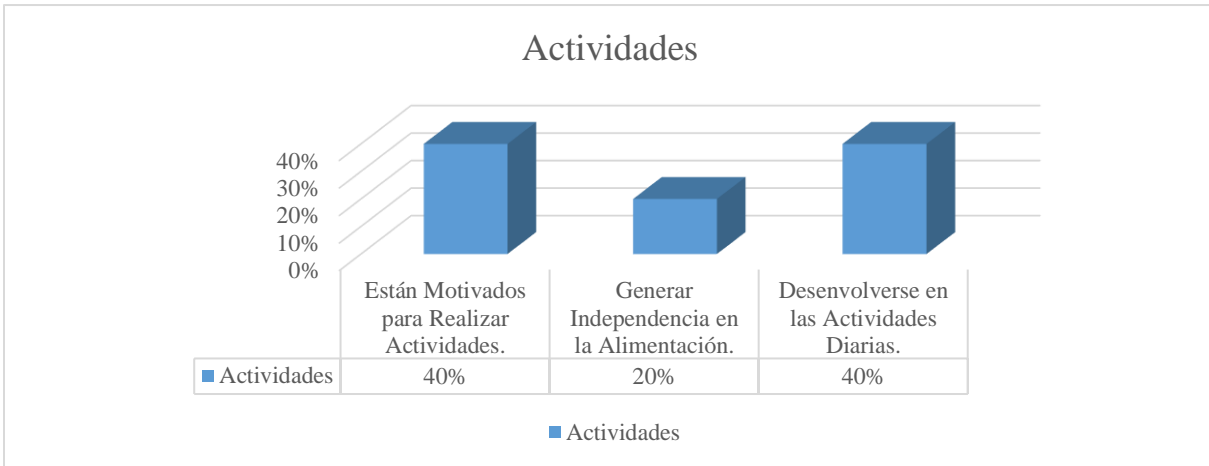 Actividades
40%
30%
20%
10%
0%
Están Motivados
para Realizar
Actividades.
Generar
Independencia en
la Alimentación.
Desenvolverse en
las Actividades
Diarias.
Actividades 40% 20% 40%
Actividades